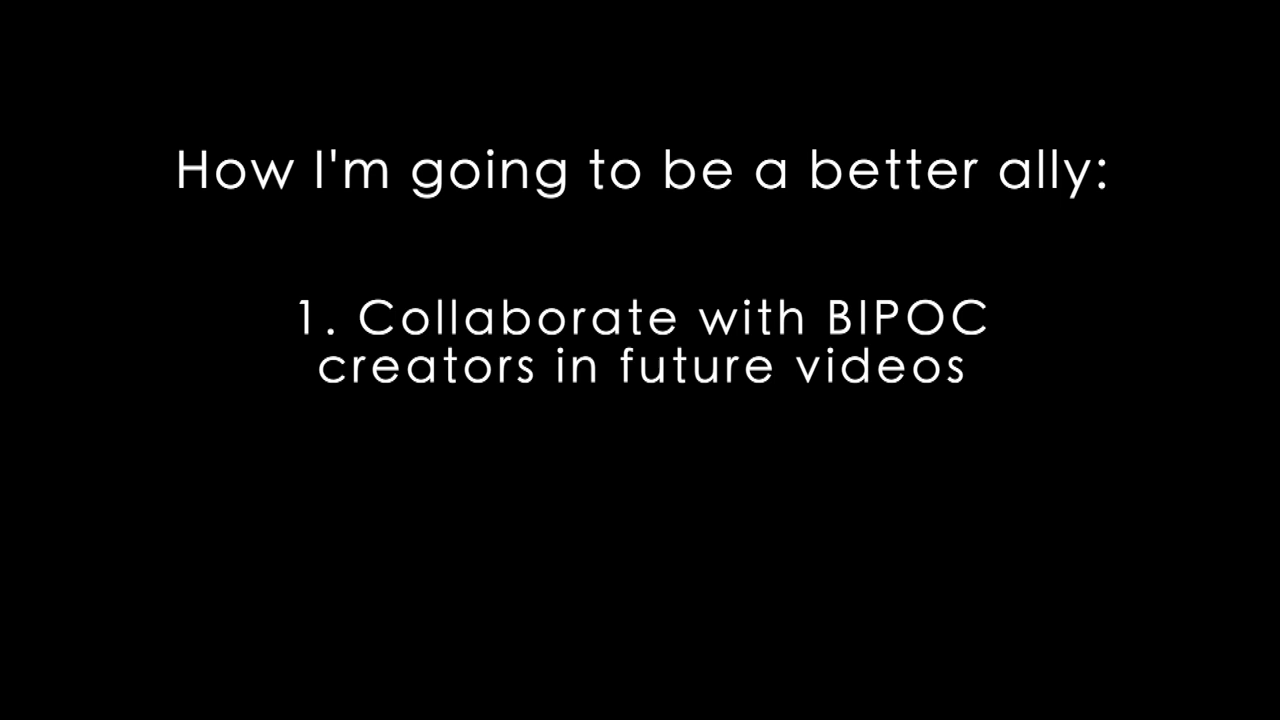 How I'm going to be a better ally:
1. Collaborate with BIPOC
creators in future videos